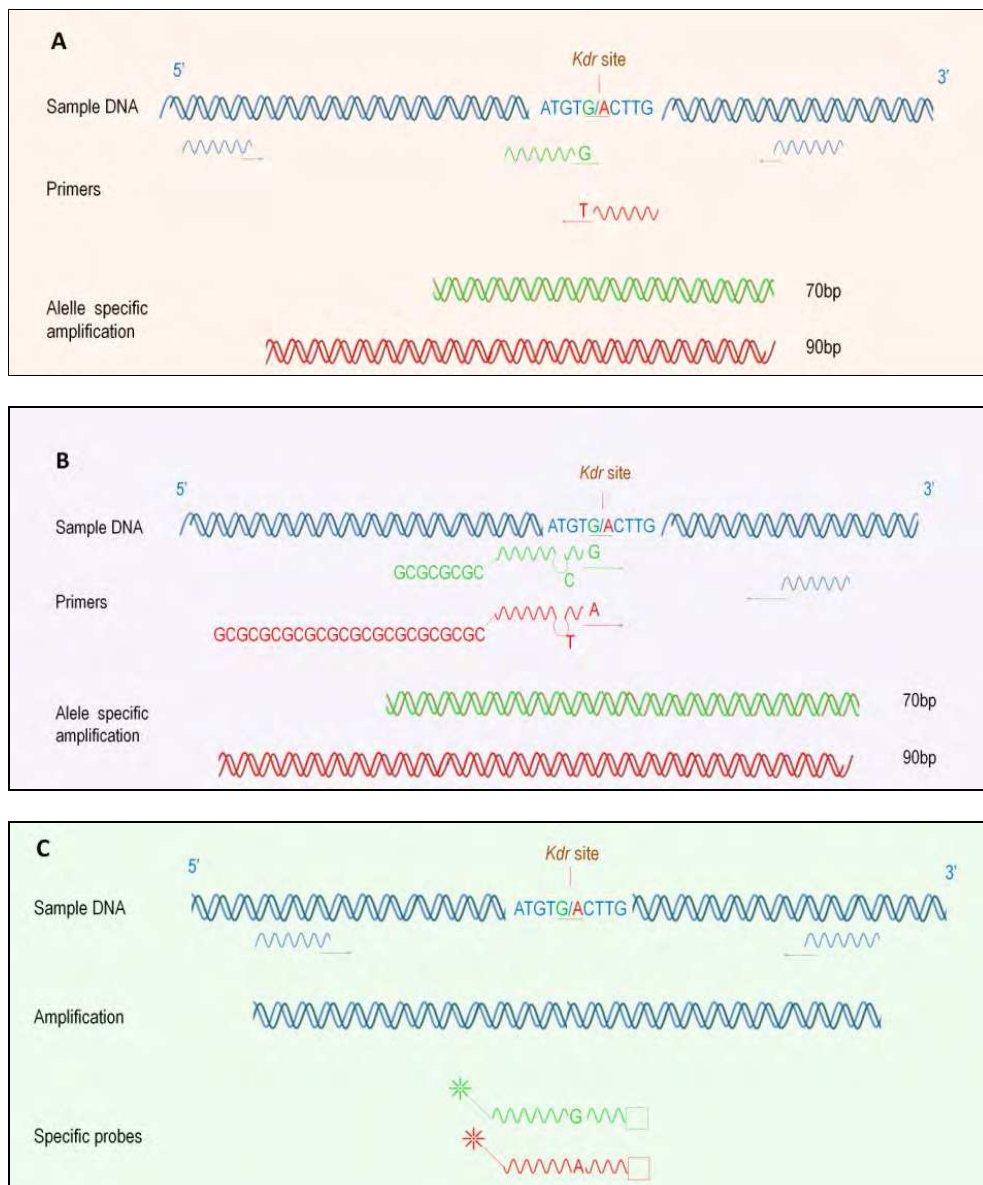 A
Kdr site
5’
3’
Sample DNA
ATGTG/ACTTG
G
Primers
T
70bp
Alelle specific
amplification
90bp
B
Kdr site
5’
3’
Sample DNA
ATGTG/ACTTG
G
GCGCGCGC
C
Primers
A
GCGCGCGCGCGCGCGCGCGCGC
T
70bp
Alele specific
amplification
90bp
C
Kdr site
5’
3’
Sample DNA
ATGTG/ACTTG
Amplification
G
Specific probes
A